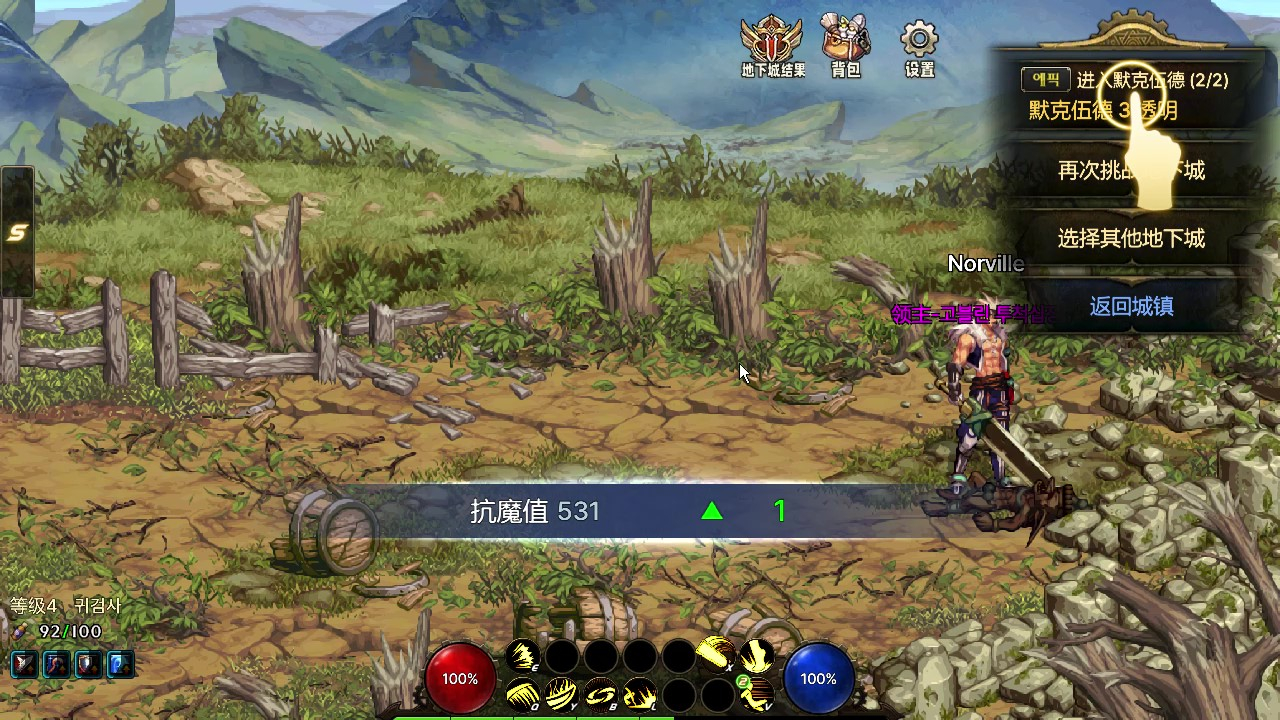 地下城结果
背包
设置
에픽 进入默克伍德 (2/2)
默克伍德 3 透明
再次挑战 下城
选择其他地下城
返回城镇
S
Norville
领主-고블린 투척
抗魔值 531 ▲ 1
等级4 귀검사
92/100
100%
E
X
100%
Q
Y
B
2
V